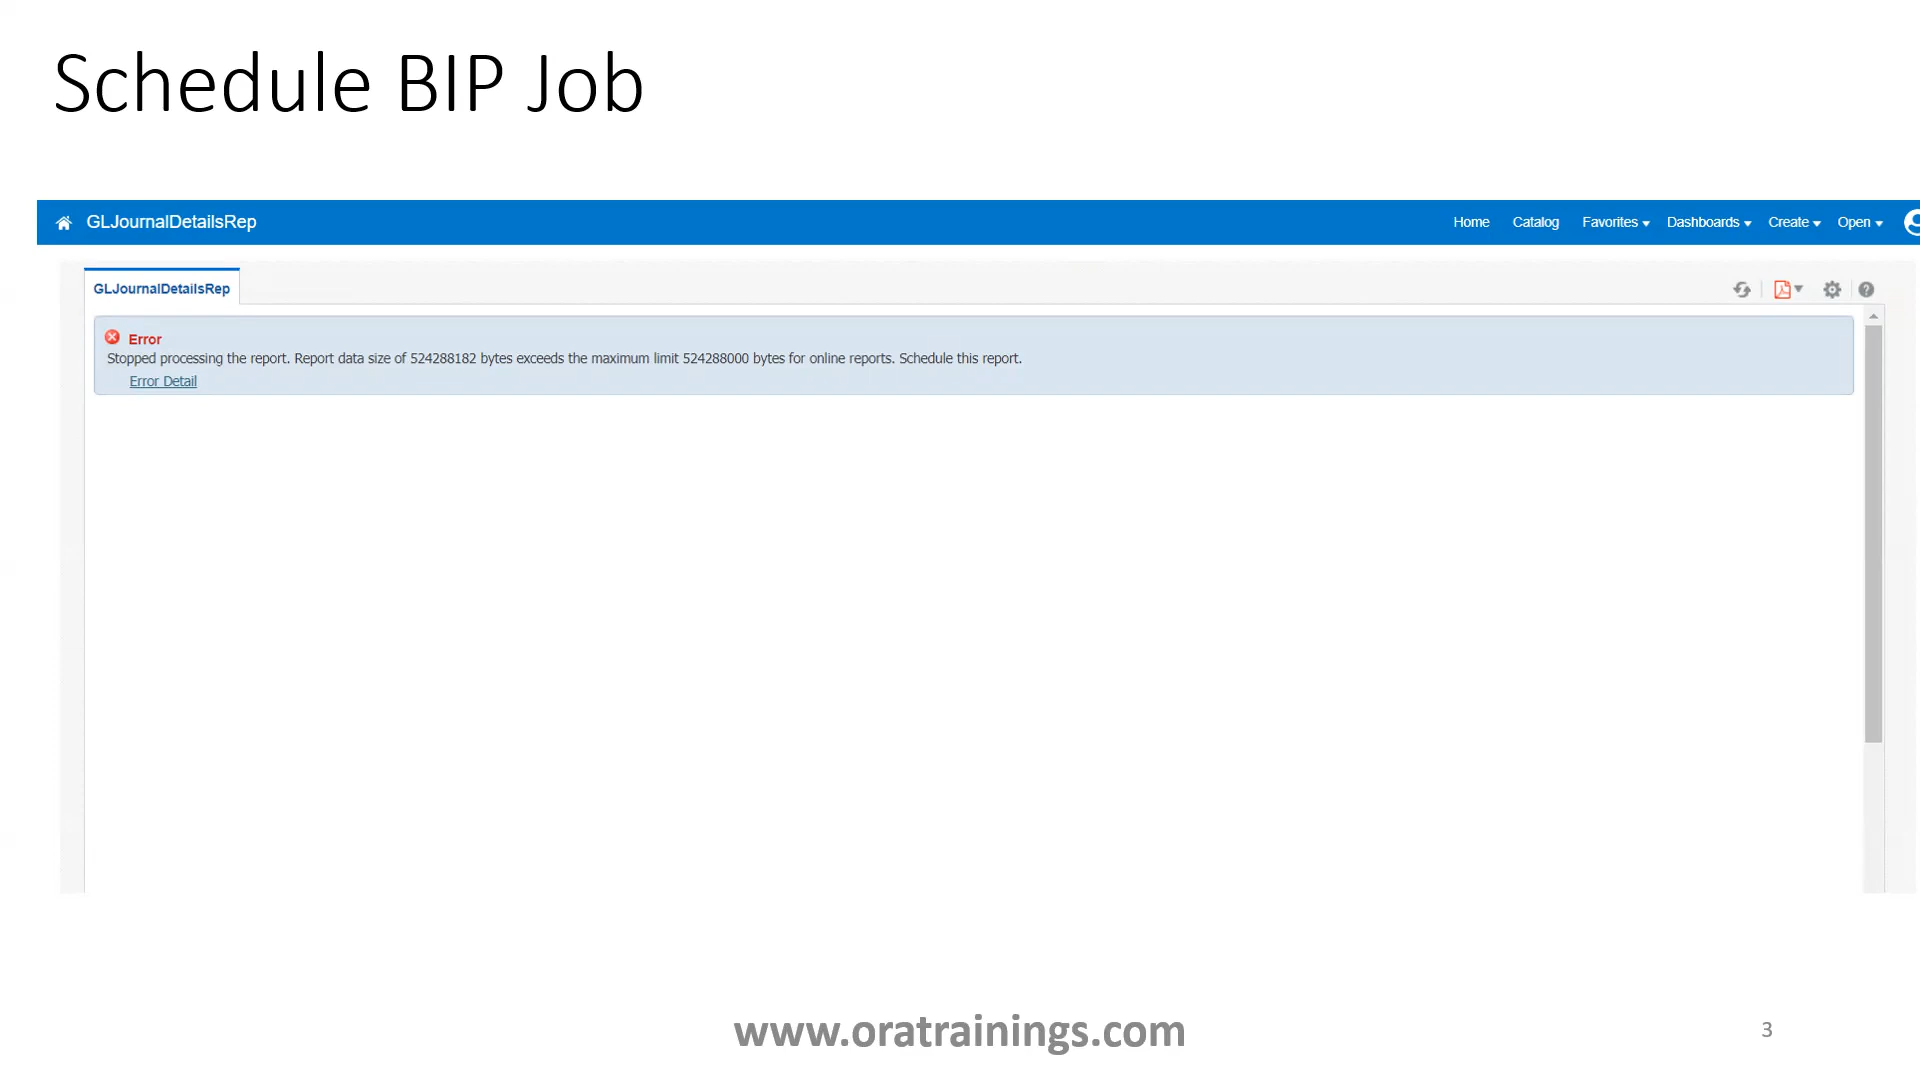 Schedule BIP Job
GLJournalDetailsRep
Home Catalog Favorites Dashboards Create Open
GLJournalDetailsRep
Error
Stopped processing the report. Report data size of 524288182 bytes exceeds the maximum limit 524288000 bytes for online reports. Schedule this report.
Error Detail
www.oratrainings.com
3